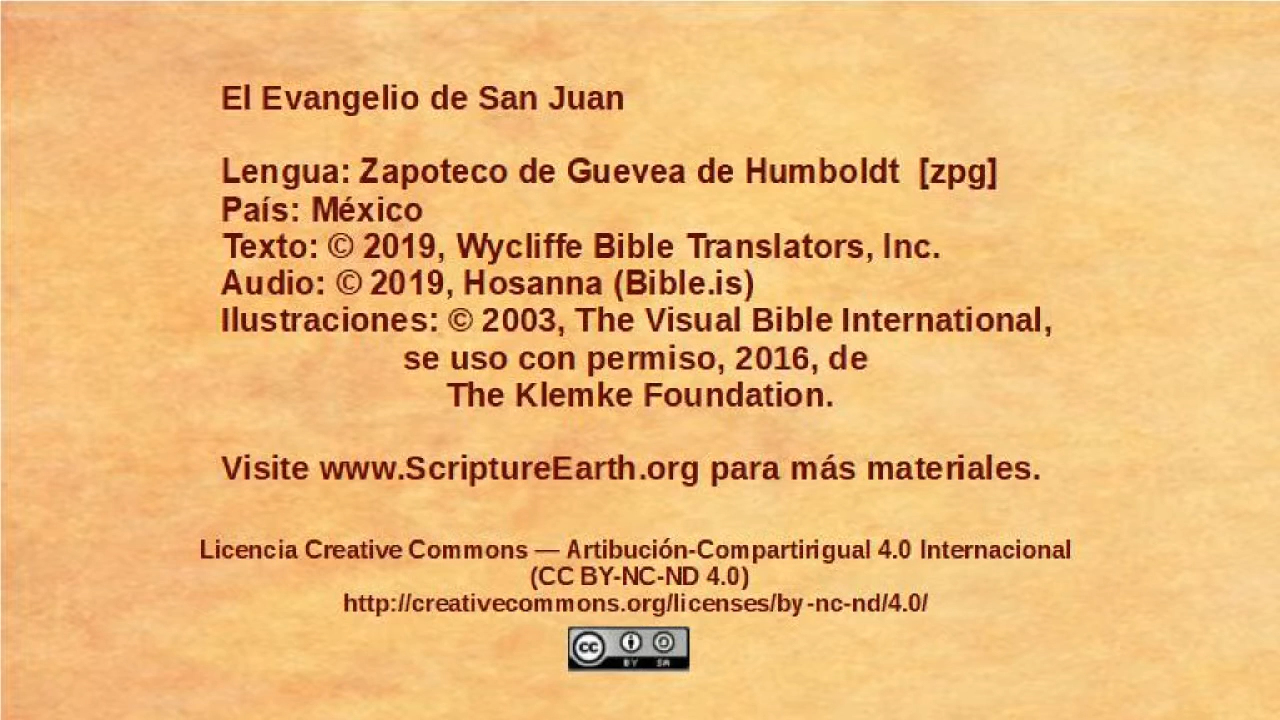 El Evangelio de San Juan
Lengua: Zapoteco de Guevea de Humboldt [zpg]
País: México
Texto: © 2019, Wycliffe Bible Translators, Inc.
Audio: © 2019, Hosanna (Bible.is)
Ilustraciones: © 2003, The Visual Bible International,
se uso con permiso, 2016, de
The Klemke Foundation.
Visite www.ScriptureEarth.org para más materiales.
Licencia Creative Commons — Artibución-Compartirigual 4.0 Internacional
(CC BY-NC-ND 4.0)
http://creativecommons.org/licenses/by-nc-nd/4.0/
cc BY SA